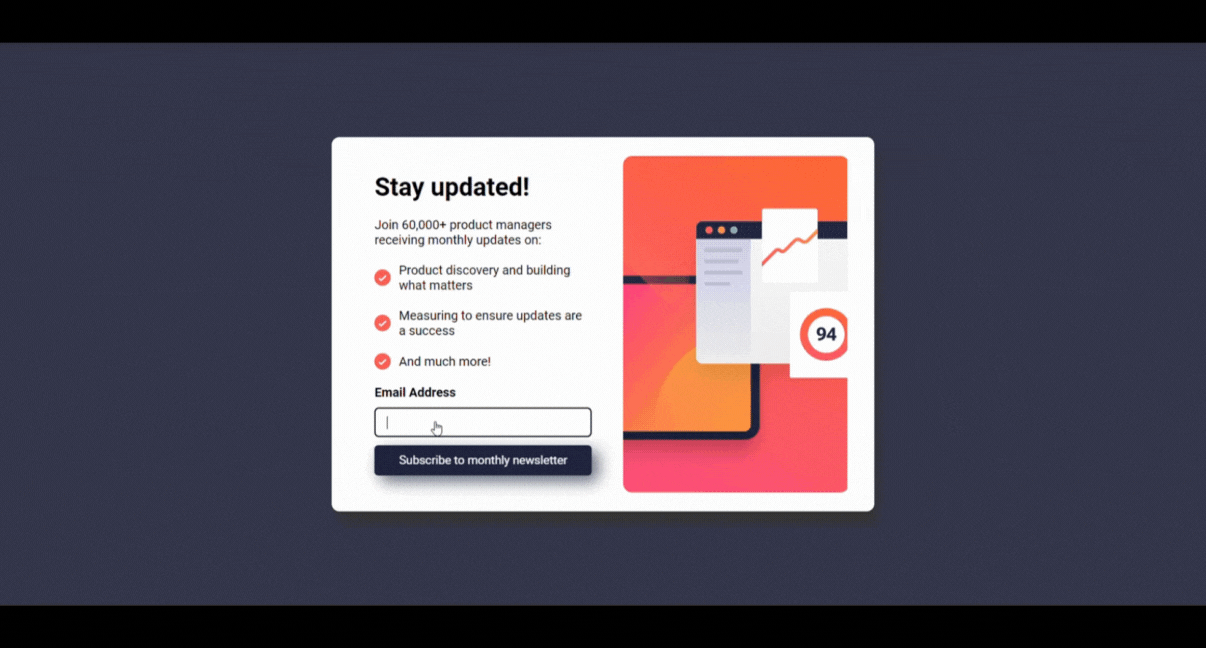 Stay updated!
Join 60,000+ product managers
receiving monthly updates on:
Product discovery and building
what matters
Measuring to ensure updates are
a success
And much more!
Email Address
Subscribe to monthly newsletter
94